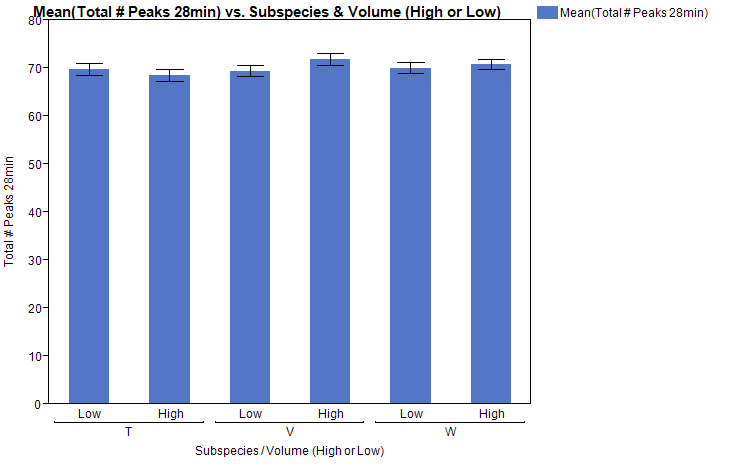 Mean(Total # Peaks 28min) vs. Subspecies & Volume (High or Low)
Mean(Total # Peaks 28min)
80
70
60
50
40
30
20
10
0
Total # Peaks 28min
Low High Low High Low High
T V W
Subspecies / Volume (High or Low)